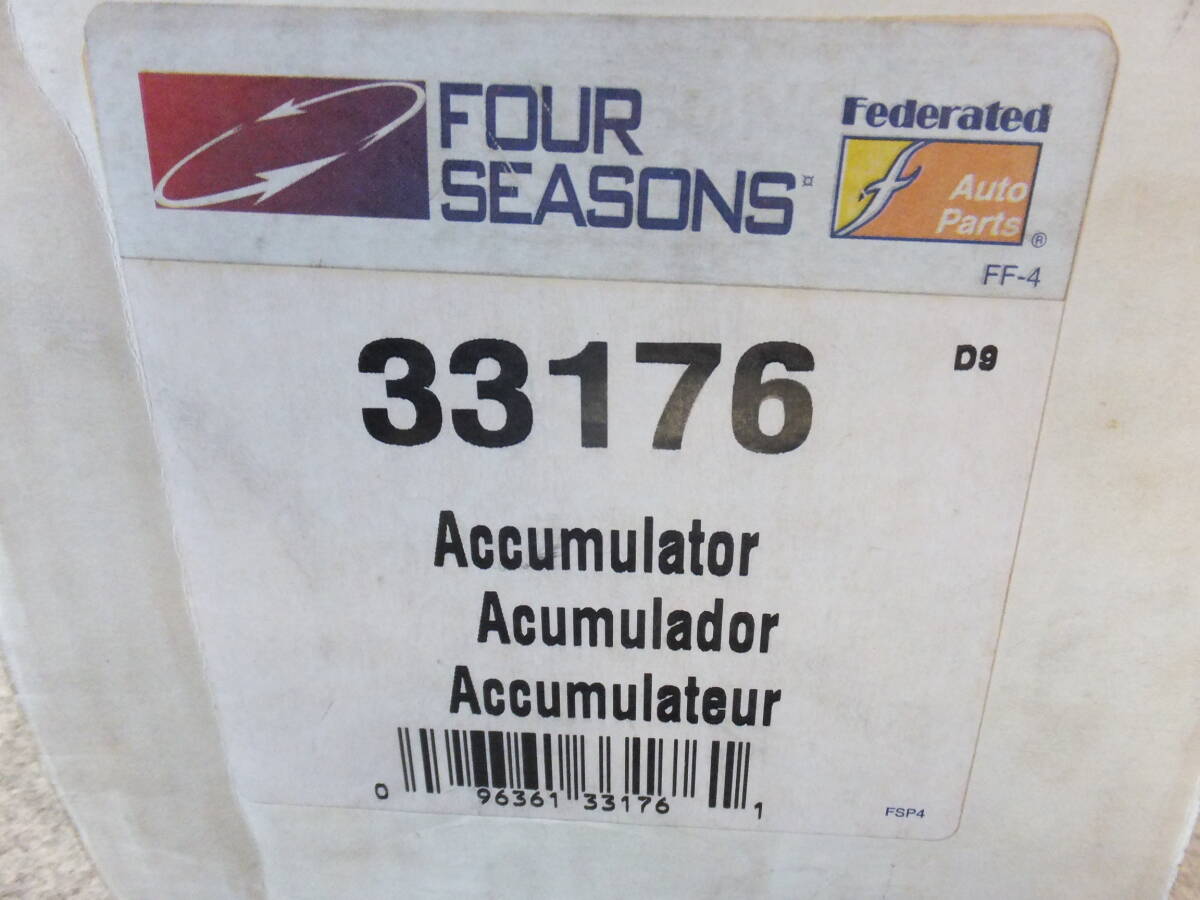 FOUR
SEASONS
Federated
Auto
Parts
®
FF-4
33176
D9
Accumulator
Acumulador
Accumulateur
0 96361 33176 1
FSP4